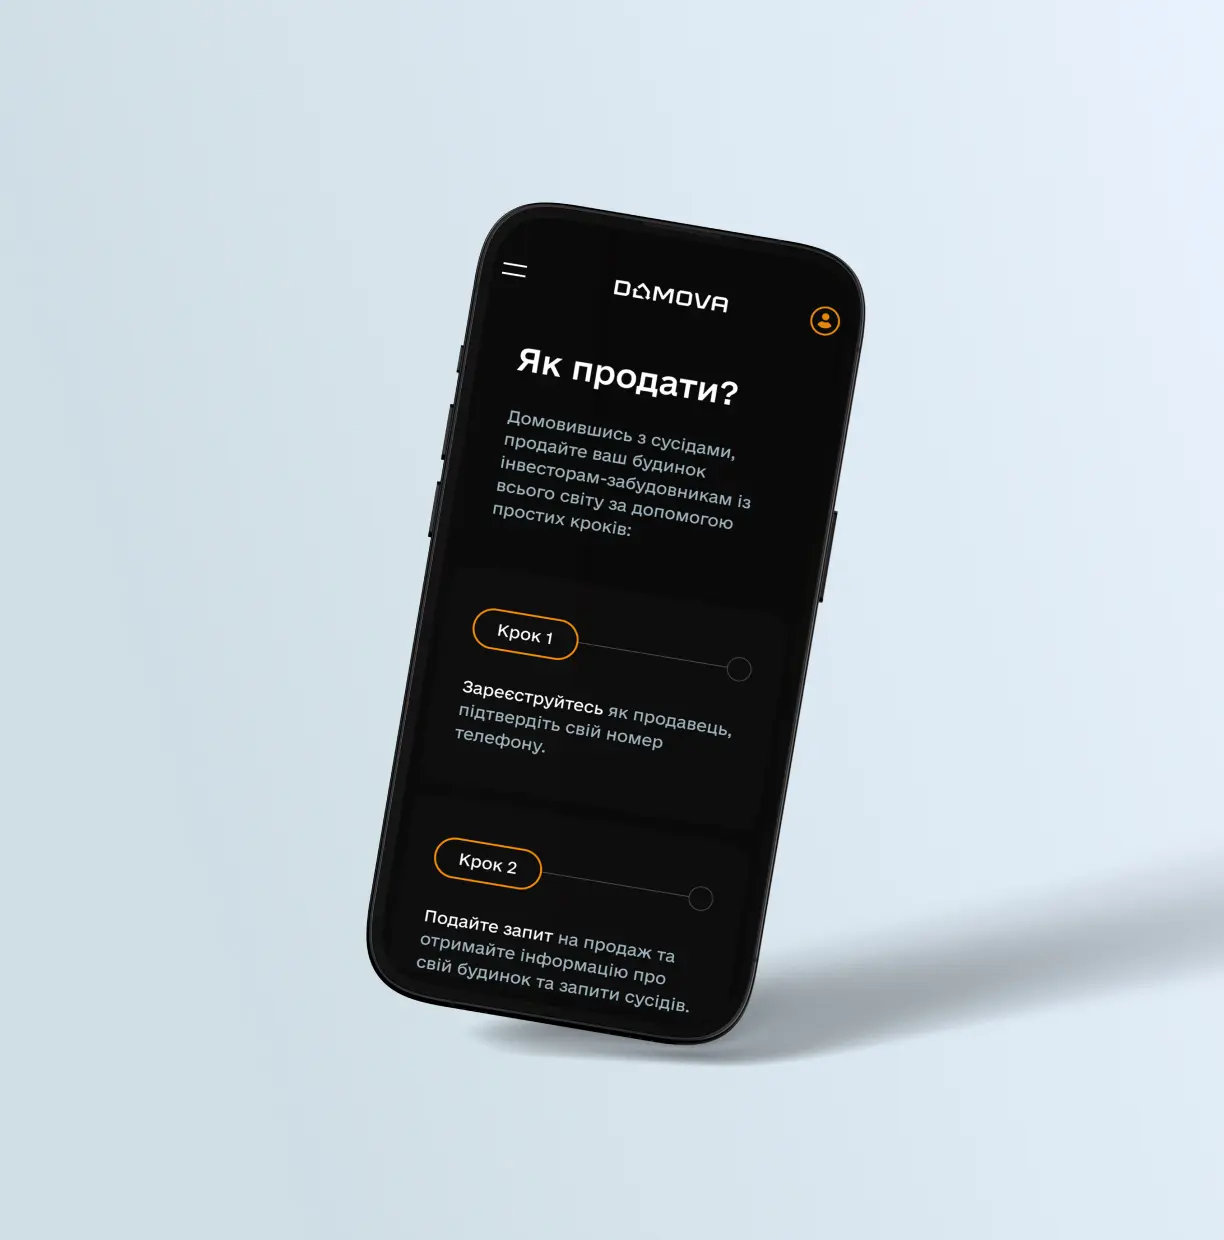 DOMOVA
Як продати?
Домовившись з сусідами,
продайте ваш будинок
інвесторам-забудовникам із
всього світу за допомогою
простих кроків:
Крок 1
Зареєструйтесь як продавець,
підтвердіть свій номер
телефону.
Крок 2
Подайте запит на продаж та
отримайте інформацію про
свій будинок та запити сусідів.